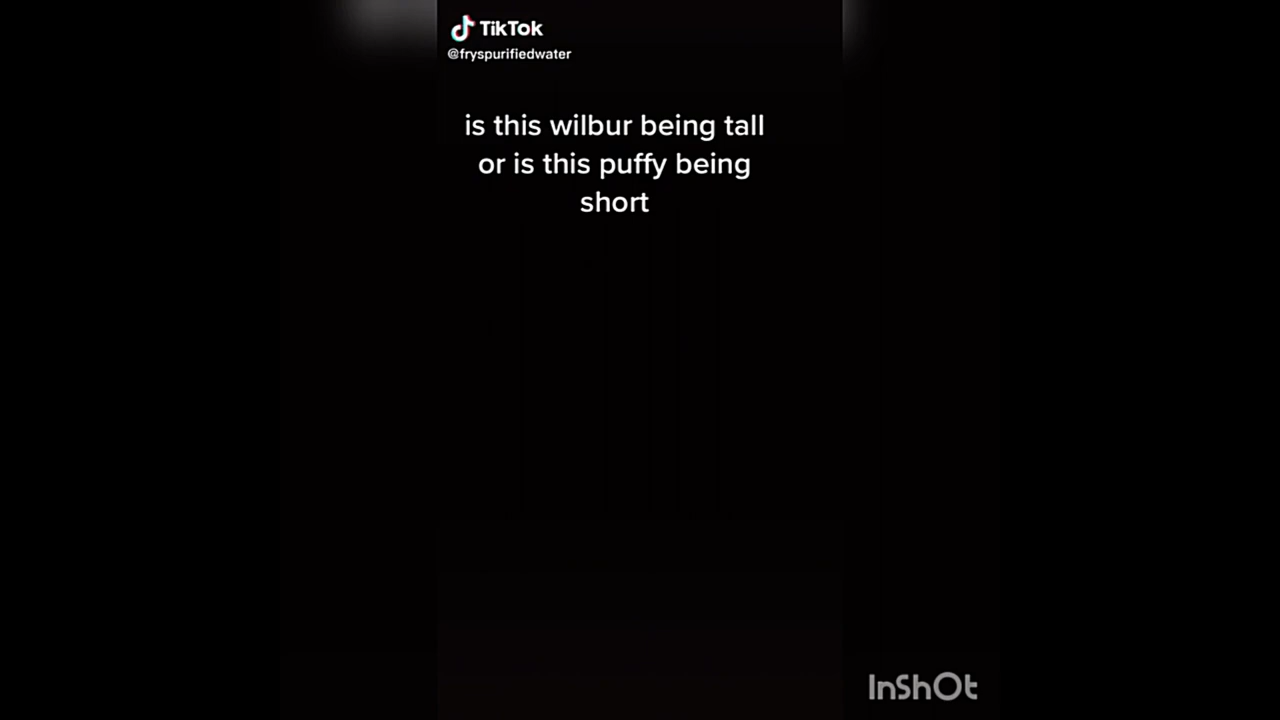 TikTok
@fryspurifiedwater
is this wilbur being tall
or is this puffy being
short
InShOt